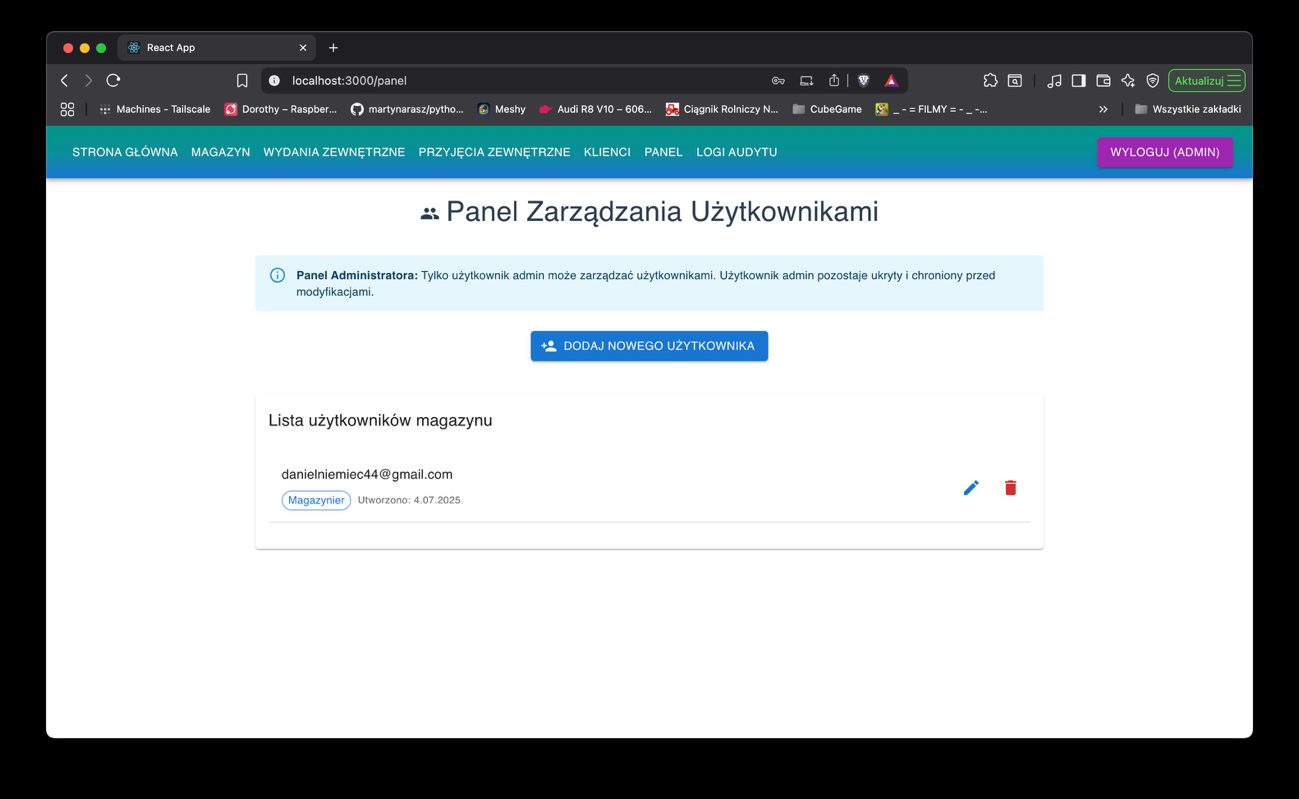 React App
localhost:3000/panel
Aktualizuj
Machines - Tailscale
Dorothy – Raspber...
martynarasz/pytho...
Meshy
Audi R8 V10 – 606...
Ciągnik Rolniczy N...
CubeGame
_ - = FILMY = - _ -...
Wszystkie zakładki
STRONA GŁÓWNA
MAGAZYN
WYDANIA ZEWNĘTRZNE
PRZYJĘCIA ZEWNĘTRZNE
KLIENCI
PANEL
LOGI AUDYTU
WYLOGUJ (ADMIN)
Panel Zarządzania Użytkownikami
Panel Administratora: Tylko użytkownik admin może zarządzać użytkownikami. Użytkownik admin pozostaje ukryty i chroniony przed
modyfikacjami.
DODAJ NOWEGO UŻYTKOWNIKA
Lista użytkowników magazynu
danielniemiec44@gmail.com
Magazynier
Utworzono: 4.07.2025